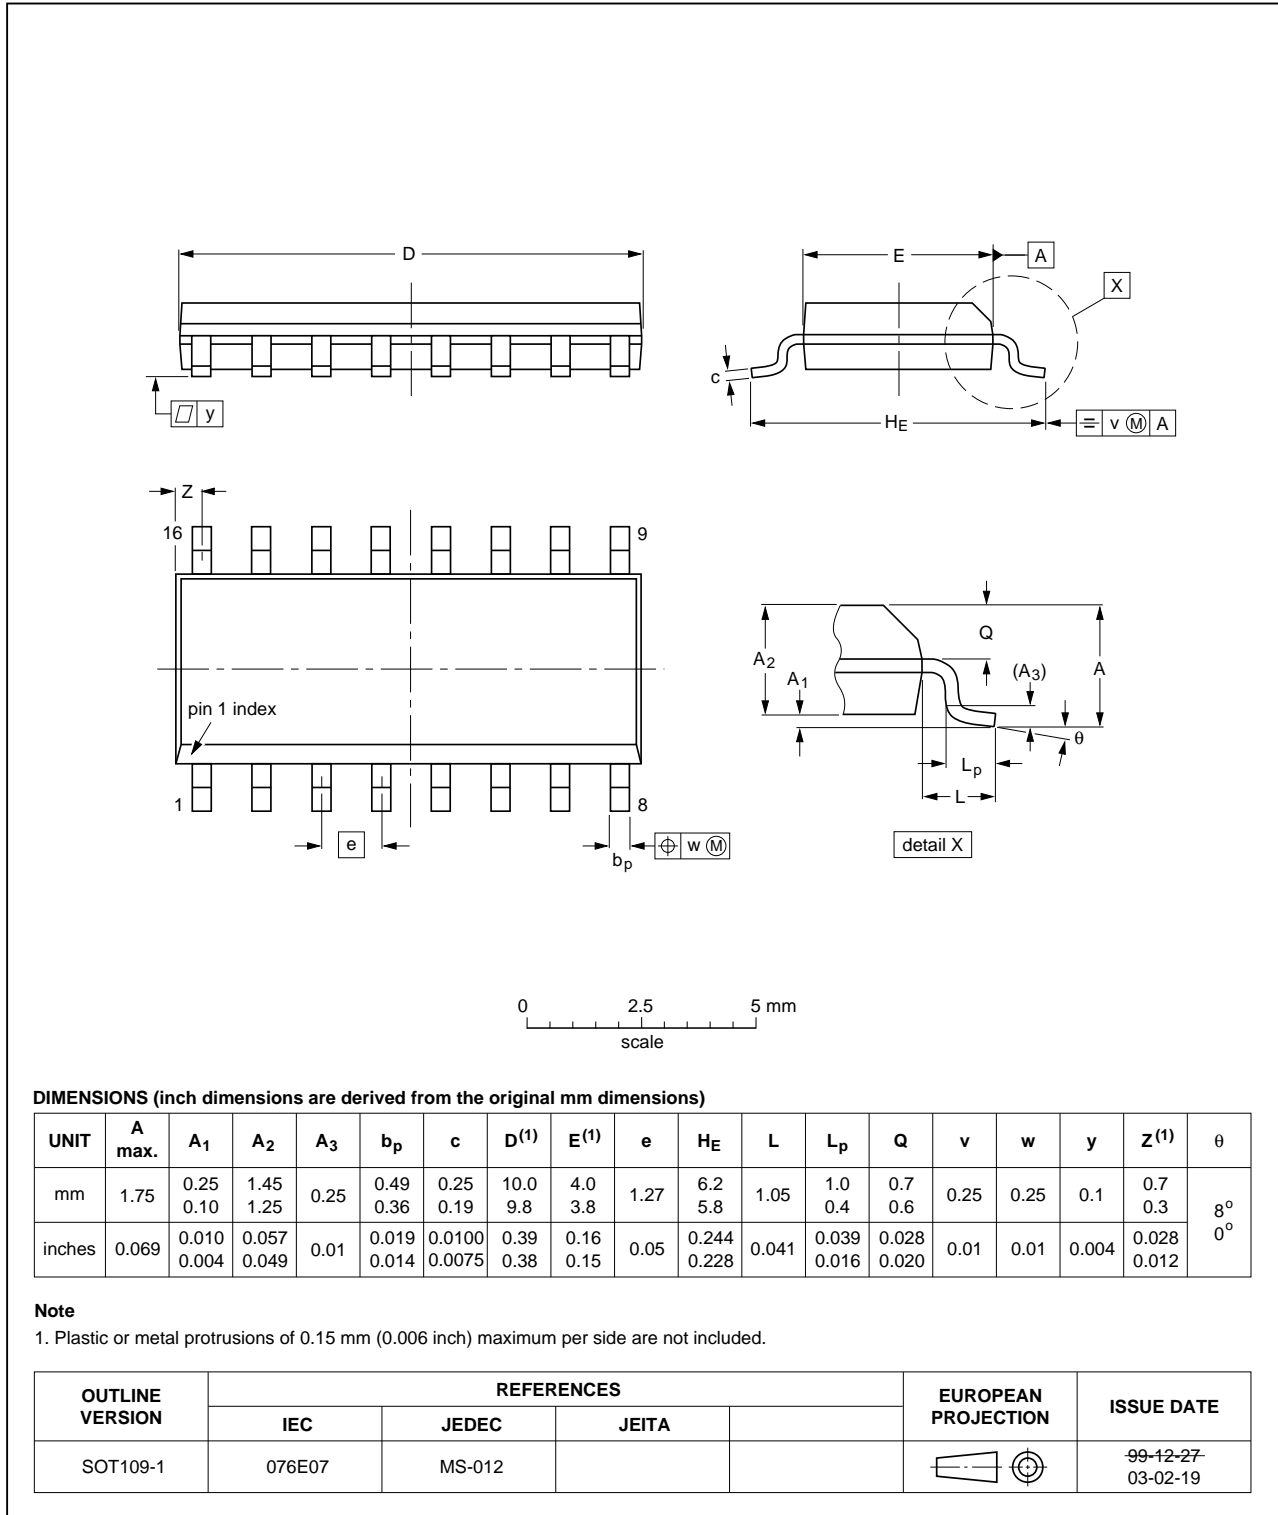 D
E
A
X
c
y
HE
v M A
Z
16
9
Q
A2
A1
(A3)
A
pin 1 index
θ
Lp
L
1
8
e
w M
bp
detail X
0 2.5 5 mm
scale
DIMENSIONS (inch dimensions are derived from the original mm dimensions)
UNIT A max. A1 A2 A3 bp c D(1) E(1) e HE L Lp Q v w y Z(1) θ
mm 1.75 0.25 0.10 1.45 1.25 0.25 0.49 0.36 0.25 0.19 10.0 9.8 4.0 3.8 1.27 6.2 5.8 1.05 1.0 0.4 0.7 0.6 0.25 0.25 0.1 0.7 0.3 8° 0°
inches 0.069 0.010 0.004 0.057 0.049 0.01 0.019 0.014 0.0100 0.0075 0.39 0.38 0.16 0.15 0.05 0.244 0.228 0.041 0.039 0.016 0.028 0.020 0.01 0.01 0.004 0.028 0.012
Note
1. Plastic or metal protrusions of 0.15 mm (0.006 inch) maximum per side are not included.
OUTLINE VERSION REFERENCES EUROPEAN PROJECTION ISSUE DATE
IEC JEDEC JEITA
SOT109-1 076E07 MS-012 99-12-27
03-02-19